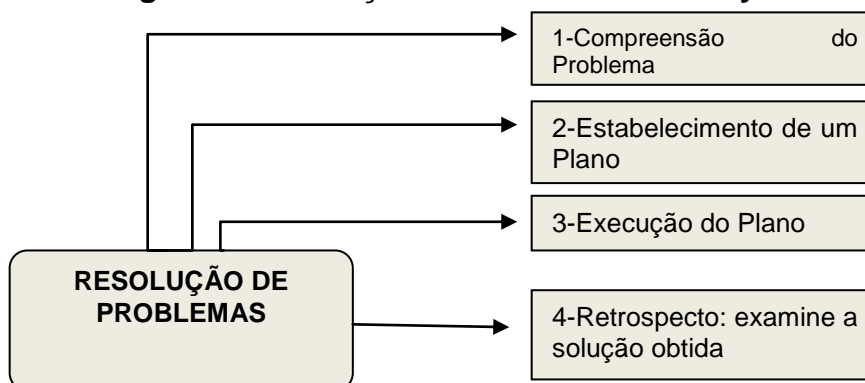 1-Compreensão do
Problema
2-Estabelecimento de um
Plano
3-Execução do Plano
RESOLUÇÃO DE
PROBLEMAS
4-Retrospecto: examine a
solução obtida